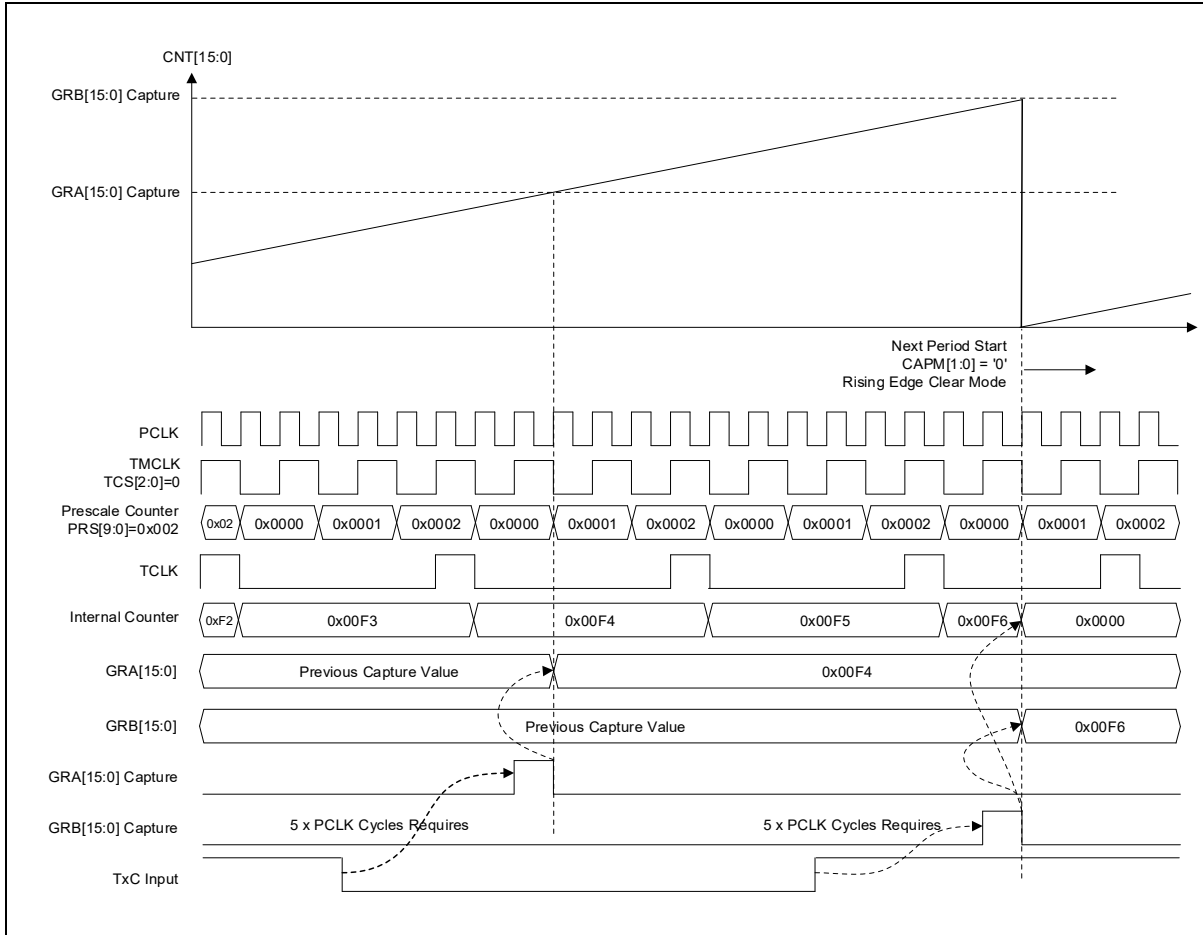 CNT[15:0]
GRB[15:0] Capture
GRA[15:0] Capture
Next Period Start
CAPM[1:0] = '0'
Rising Edge Clear Mode
PCLK
TMCLK
TCS[2:0]=0
Prescale Counter
PRS[9:0]=0x002
0x02 0x0000 0x0001 0x0002 0x0000 0x0001 0x0002 0x0000 0x0001 0x0002 0x0000 0x0001 0x0002
TCLK
Internal Counter 0xF2 0x00F3 0x00F4 0x00F5 0x00F6 0x0000
GRA[15:0] Previous Capture Value 0x00F4
GRB[15:0] Previous Capture Value 0x00F6
GRA[15:0] Capture
GRB[15:0] Capture 5 x PCLK Cycles Requires 5 x PCLK Cycles Requires
TxC Input